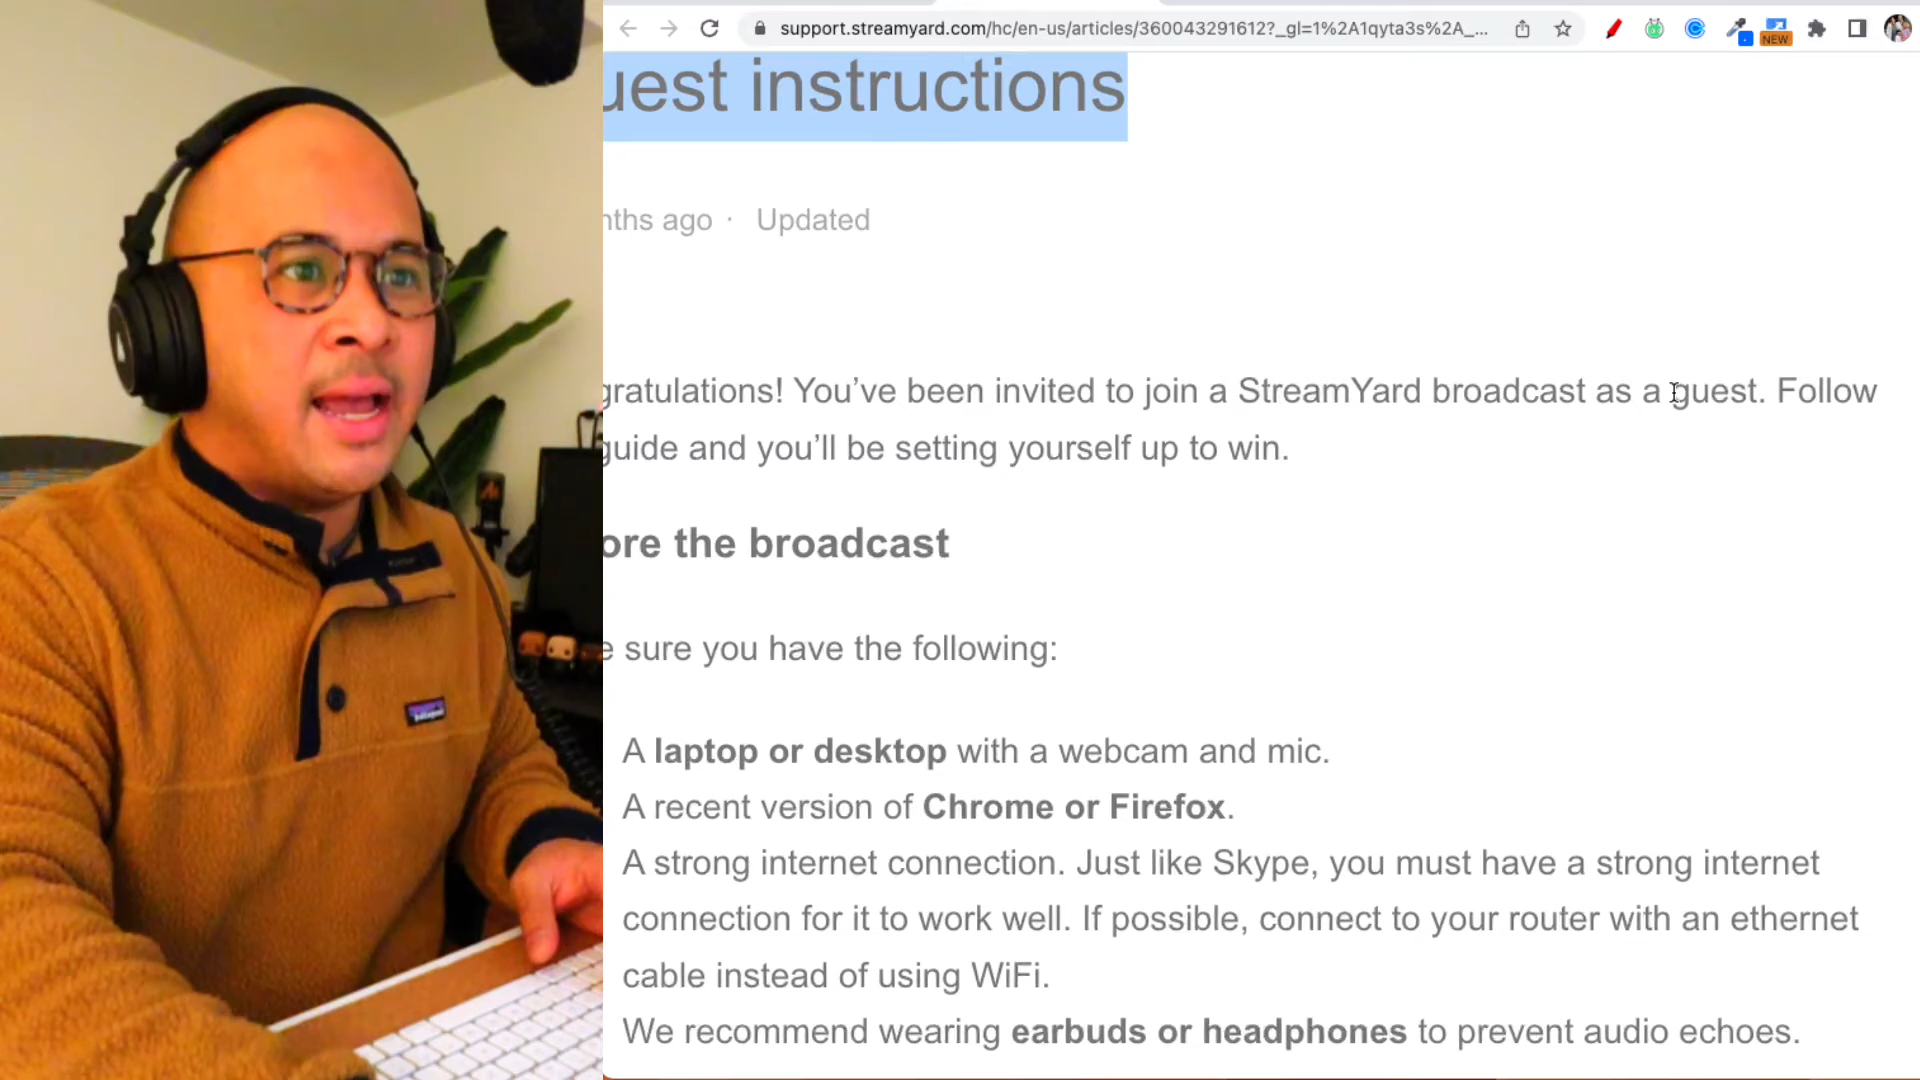 support.streamyard.com/hc/en-us/articles/360043291612?_gl=1%2A1qyta3s%2A_...
NEW
uest instructions
nths ago · Updated
gratulations! You’ve been invited to join a StreamYard broadcast as a guest. Follow
guide and you’ll be setting yourself up to win.
ore the broadcast
e sure you have the following:
A laptop or desktop with a webcam and mic.
A recent version of Chrome or Firefox.
A strong internet connection. Just like Skype, you must have a strong internet
connection for it to work well. If possible, connect to your router with an ethernet
cable instead of using WiFi.
We recommend wearing earbuds or headphones to prevent audio echoes.